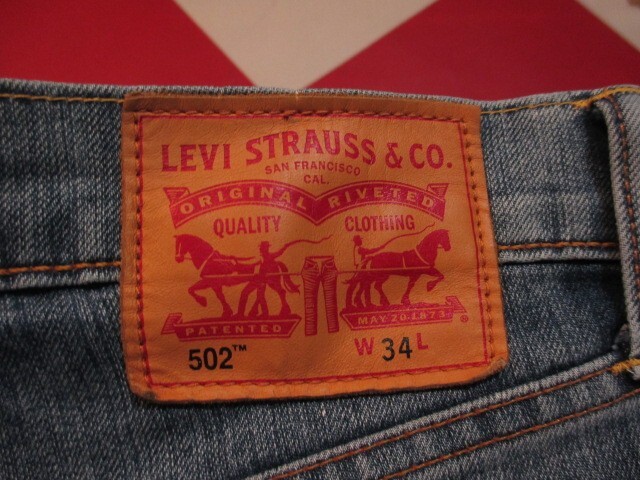 LEVI STRAUSS & CO.
SAN FRANCISCO
CAL.
ORIGINAL RIVETED
QUALITY CLOTHING
PATENTED MAY 20-1873 ®
502™ W 34 L